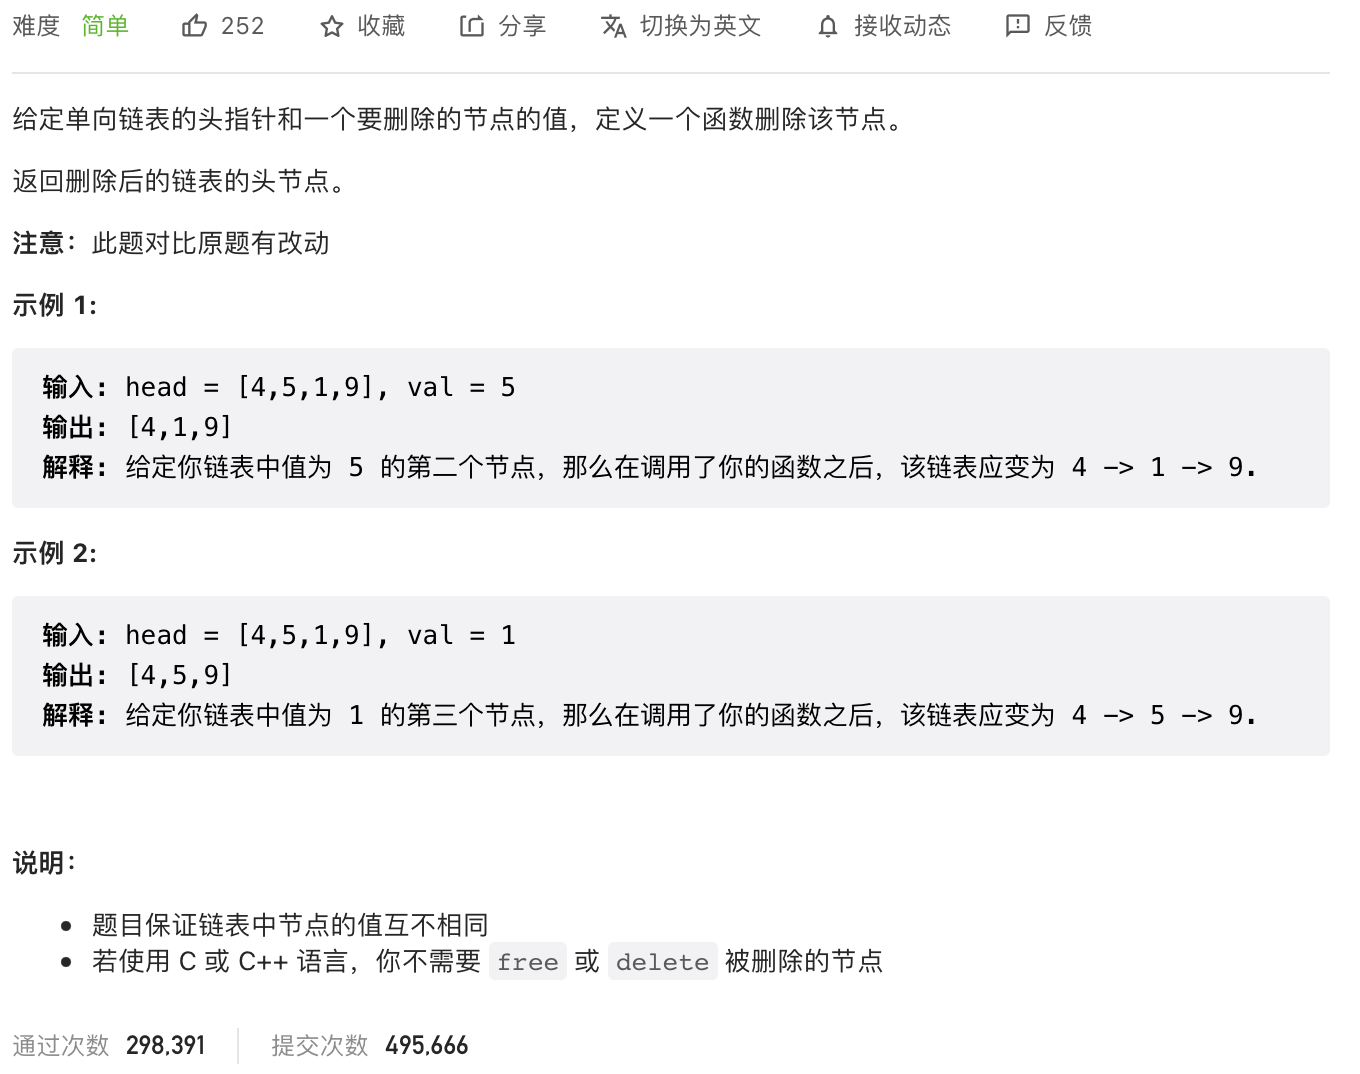 难度 简单 252 收藏 分享 切换为英文 接收动态 反馈
给定单向链表的头指针和一个要删除的节点的值，定义一个函数删除该节点。
返回删除后的链表的头节点。
注意：此题对比原题有改动
示例 1:
输入: head = [4,5,1,9], val = 5
输出: [4,1,9]
解释: 给定你链表中值为 5 的第二个节点，那么在调用了你的函数之后，该链表应变为 4 -> 1 -> 9.
示例 2:
输入: head = [4,5,1,9], val = 1
输出: [4,5,9]
解释: 给定你链表中值为 1 的第三个节点，那么在调用了你的函数之后，该链表应变为 4 -> 5 -> 9.
说明：
• 题目保证链表中节点的值互不相同
• 若使用 C 或 C++ 语言，你不需要 free 或 delete 被删除的节点
通过次数 298,391 提交次数 495,666